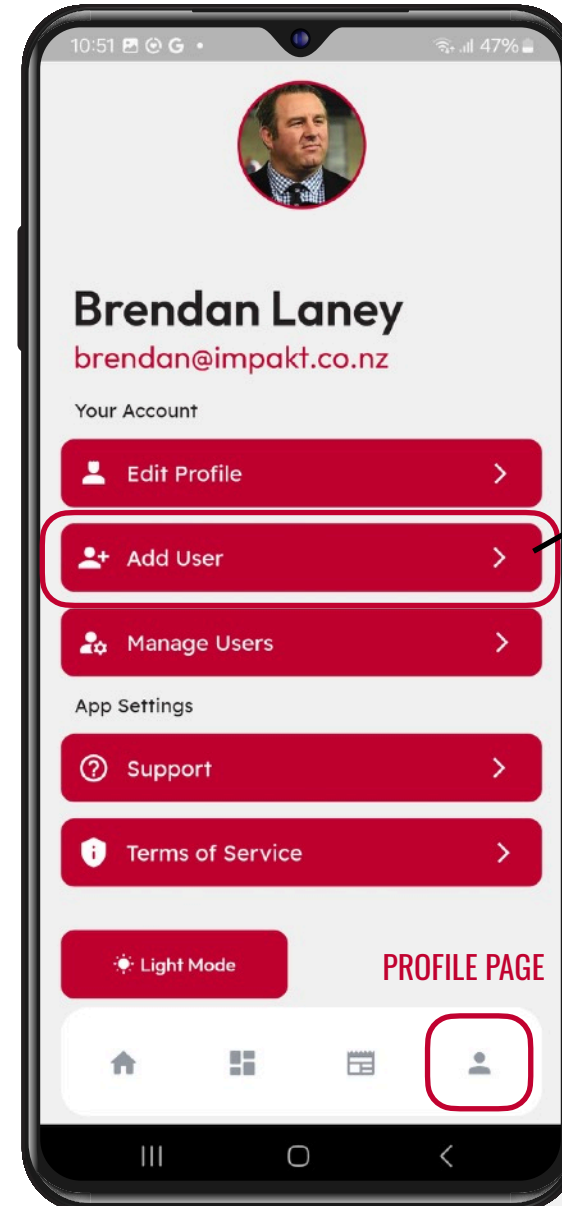 10:51 G •
47%
Brendan Laney
brendan@impakt.co.nz
Your Account
Edit Profile
Add User
Manage Users
App Settings
Support
Terms of Service
Light Mode
PROFILE PAGE